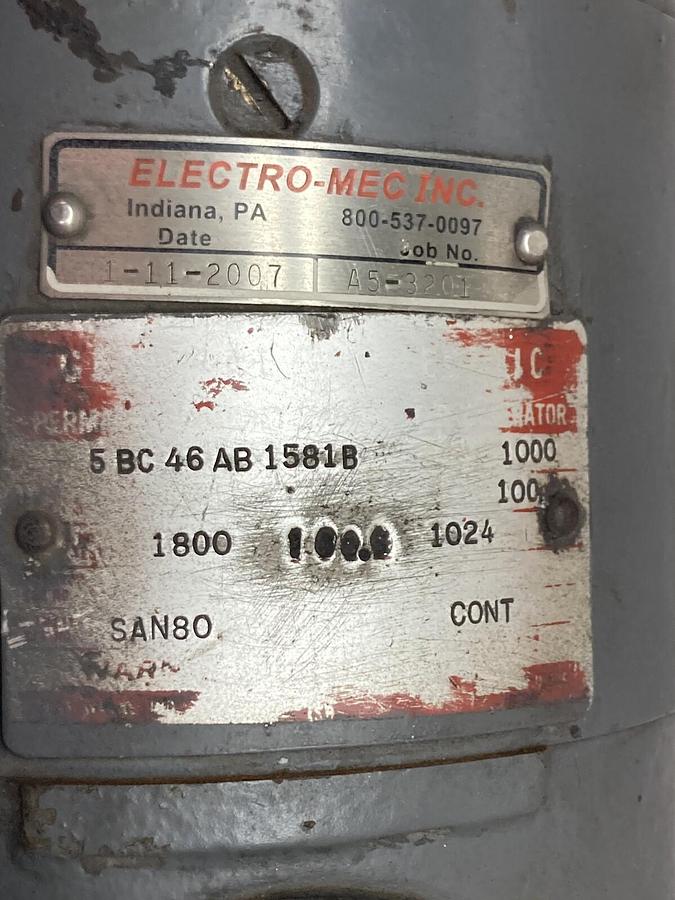 ELECTRO-MEC INC.
Indiana, PA 800-537-0097
Date Job No.
1-11-2007 A5-3201
5 BC 46 AB 1581B 1000
1800 1024
SAN80 CONT